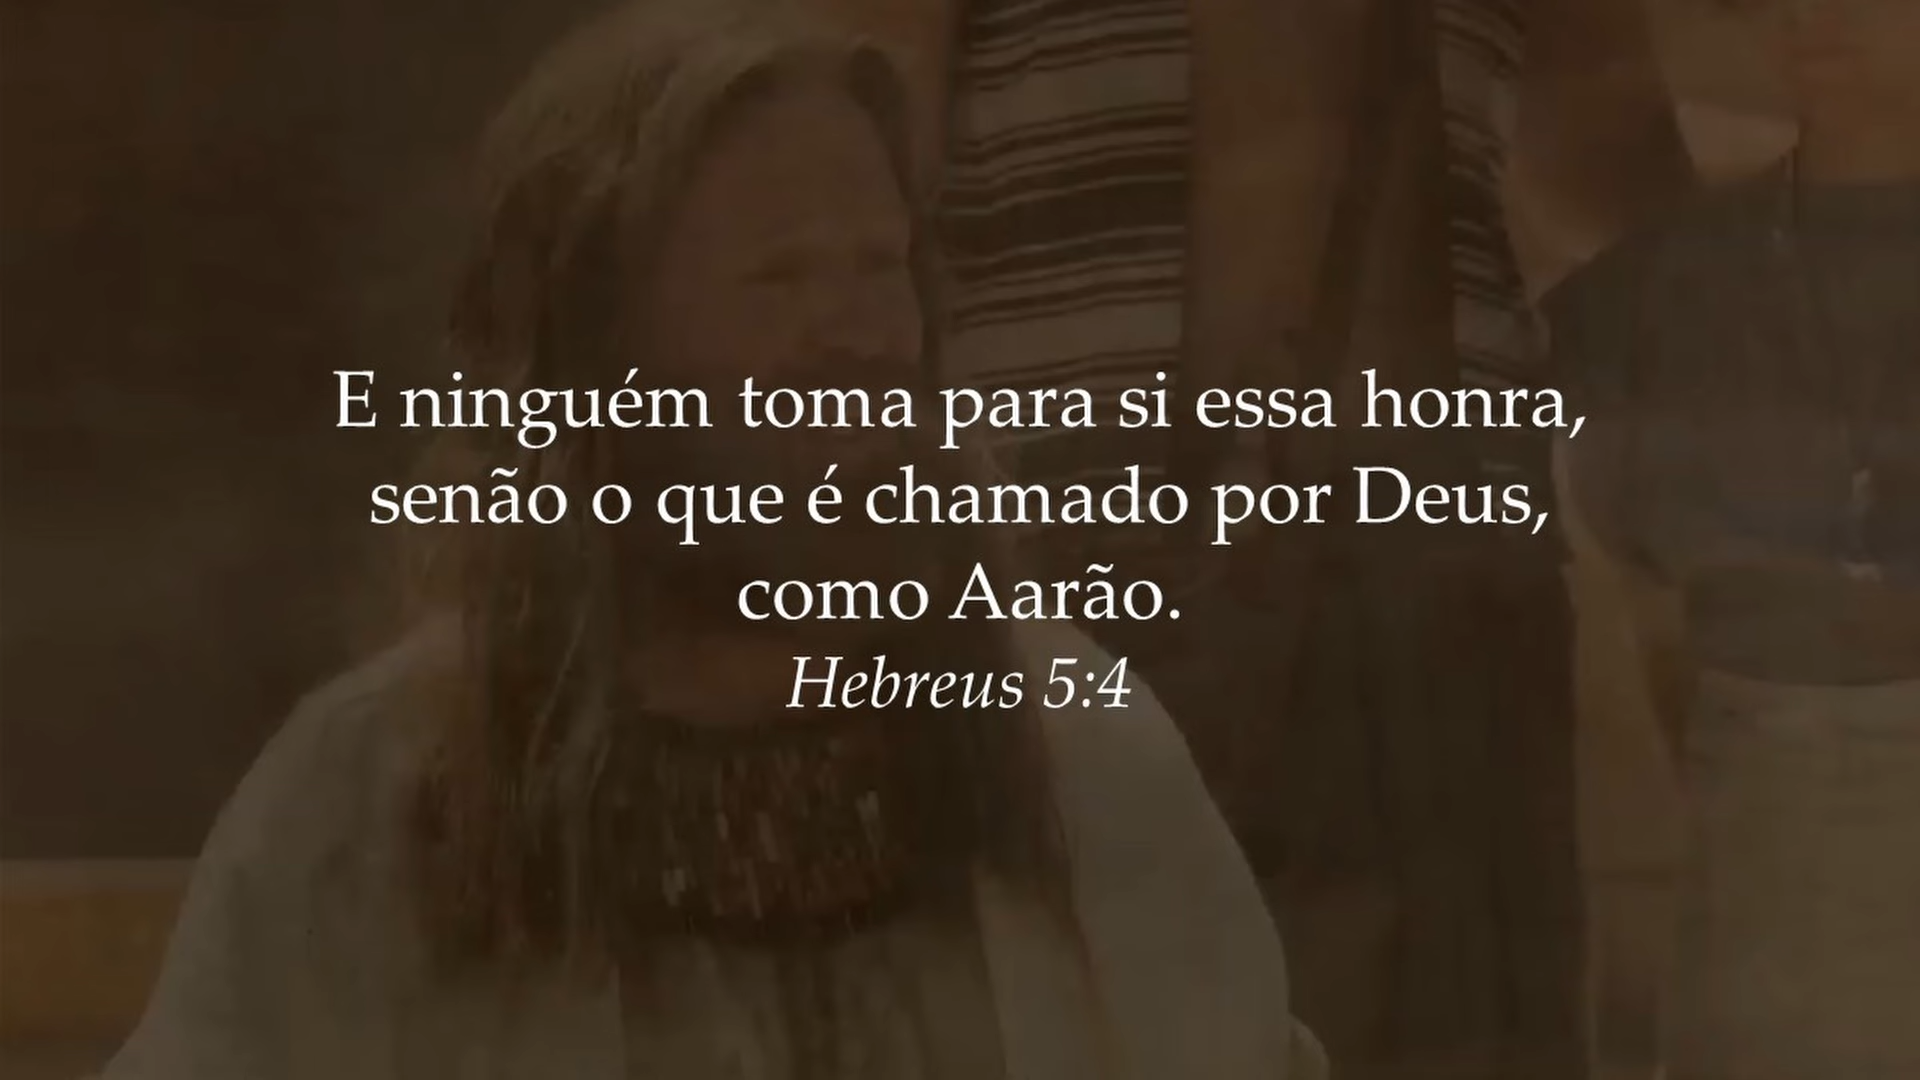 E ninguém toma para si essa honra,
senão o que é chamado por Deus,
como Aarão.
Hebreus 5:4